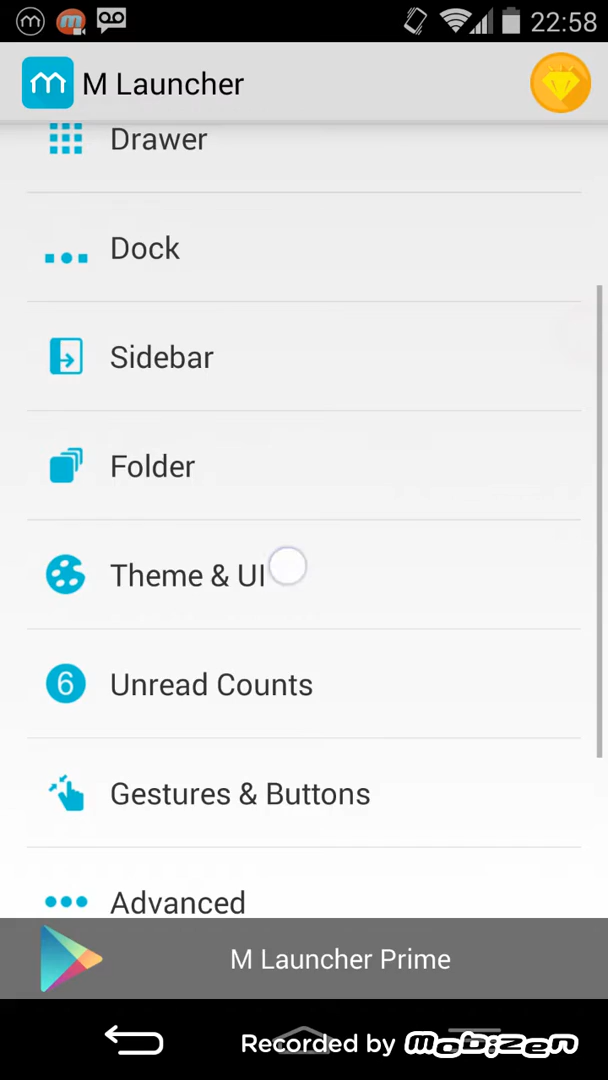 22:58
M Launcher
Drawer
Dock
Sidebar
Folder
Theme & UI
6 Unread Counts
Gestures & Buttons
Advanced
M Launcher Prime
Recorded by mobizen